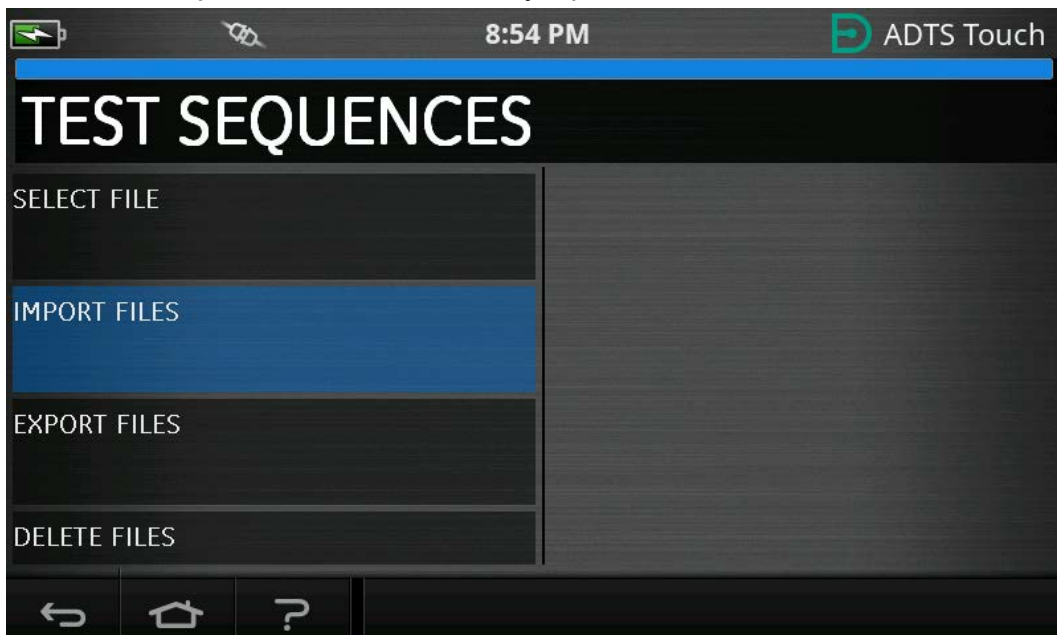 8:54 PM
ADTS Touch
TEST SEQUENCES
SELECT FILE
IMPORT FILES
EXPORT FILES
DELETE FILES
?